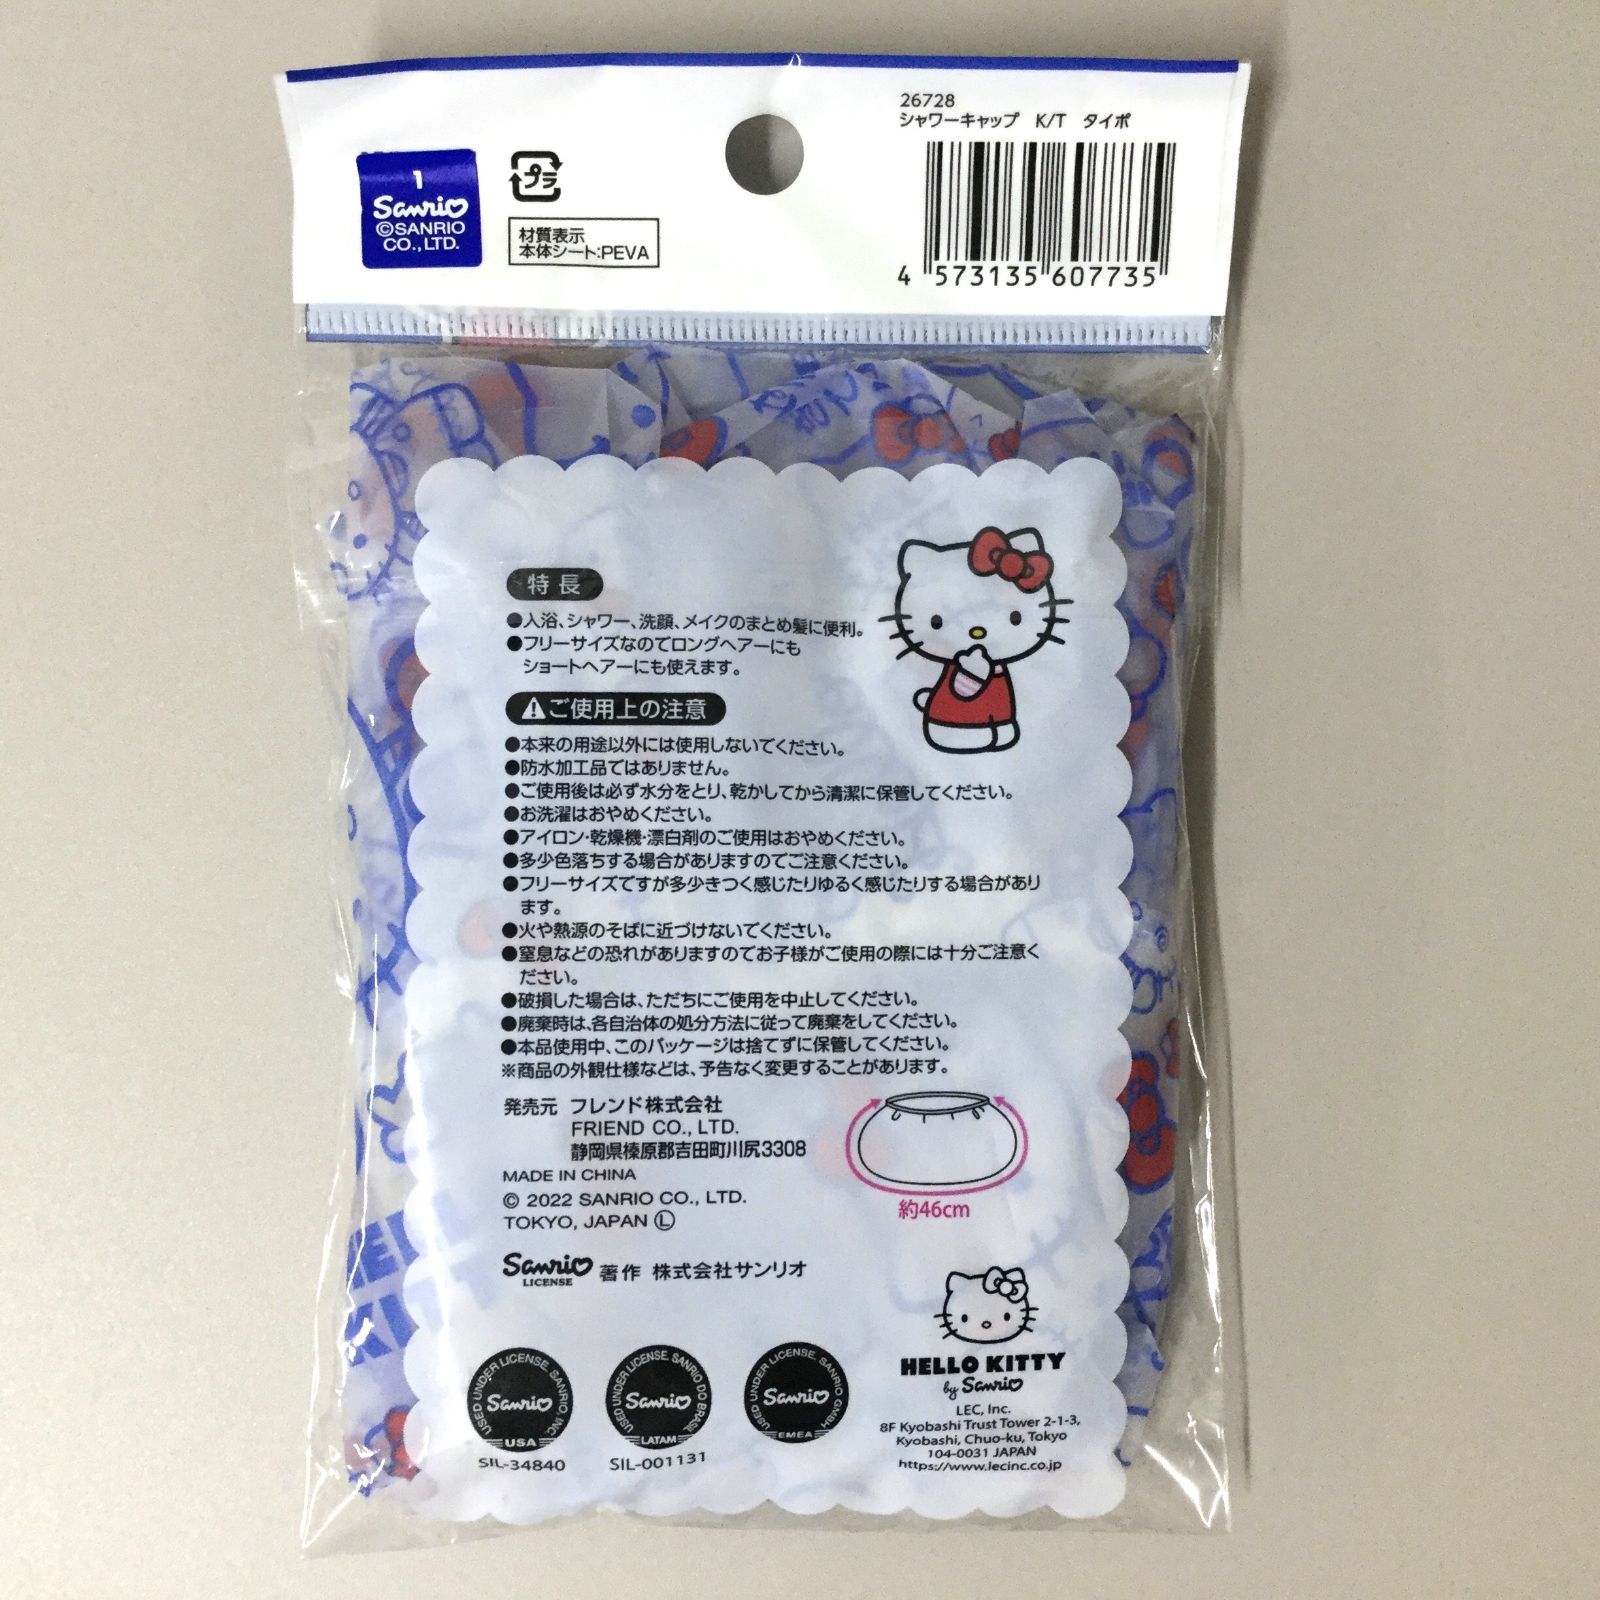 26728
シャワーキャップ K/T タイポ
4 573135 607735
1
Sanrio
©SANRIO
CO.,LTD.
プラ
材質表示
本体シート:PEVA
特長
●入浴、シャワー、洗顔、メイクのまとめ髪に便利。
●フリーサイズなのでロングヘアーにも
ショートヘアーにも使えます。
ご使用上の注意
●本来の用途以外には使用しないでください。
●防水加工品ではありません。
●ご使用後は必ず水分をとり、乾かしてから清潔に保管してください。
●お洗濯はおやめください。
●アイロン・乾燥機・漂白剤のご使用はおやめください。
●多少色落ちする場合がありますのでご注意ください。
●フリーサイズですが多少きつく感じたりゆるく感じたりする場合があり
ます。
●火や熱源のそばに近づけないでください。
●窒息などの恐れがありますのでお子様がご使用の際には十分ご注意く
ださい。
●破損した場合は、ただちにご使用を中止してください。
●廃棄時は、各自治体の処分方法に従って廃棄をしてください。
●本品使用中、このパッケージは捨てずに保管してください。
※商品の外観仕様などは、予告なく変更することがあります。
発売元 フレンド株式会社
FRIEND CO., LTD.
静岡県榛原郡吉田町川尻3308
MADE IN CHINA
© 2022 SANRIO CO., LTD.
TOKYO, JAPAN Ⓛ
約46cm
Sanrio
LICENSE
著作 株式会社サンリオ
USED UNDER LICENSE. SANRIO, INC.
Sanrio
USA
SIL-34840
USED UNDER LICENSE. SANRIO DO BRASIL
Sanrio
LATAM
SIL-001131
USED UNDER LICENSE. SANRIO GMBH
Sanrio
EMEA
HELLO KITTY
by Sanrio
LEC, Inc.
8F Kyobashi Trust Tower 2-1-3,
Kyobashi, Chuo-ku, Tokyo
104-0031 JAPAN
https://www.lecinc.co.jp